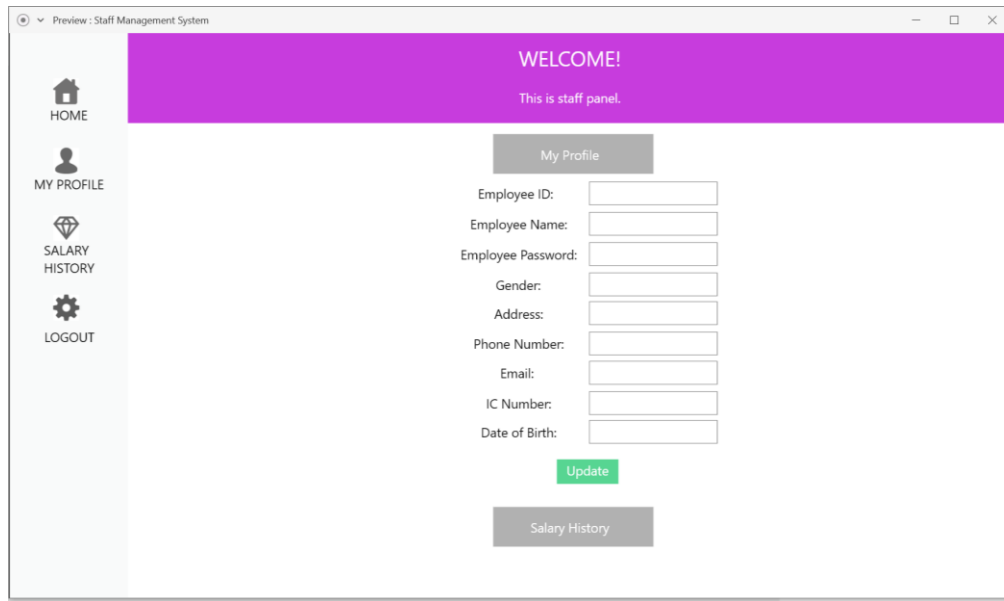 Preview : Staff Management System
WELCOME!
This is staff panel.
HOME
MY PROFILE
SALARY
HISTORY
LOGOUT
My Profile
Employee ID:
Employee Name:
Employee Password:
Gender:
Address:
Phone Number:
Email:
IC Number:
Date of Birth:
Update
Salary History